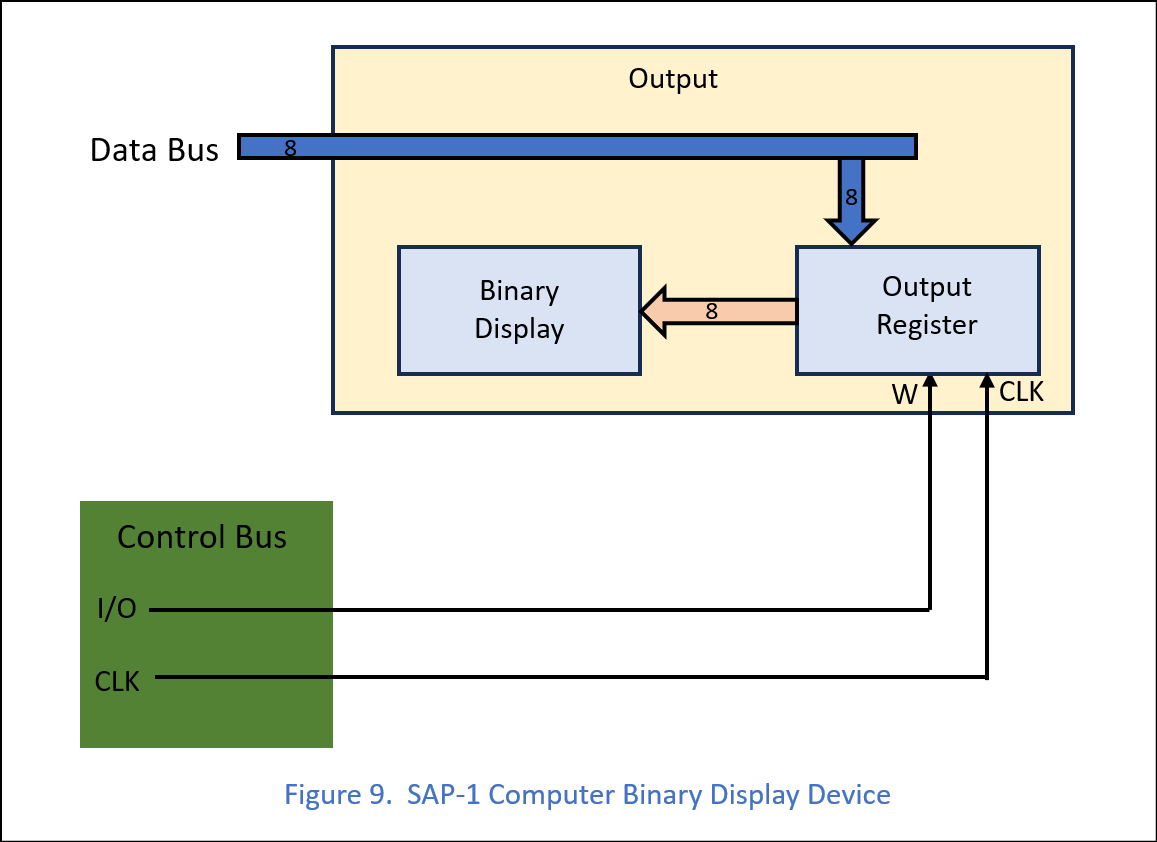 Output
Data Bus
8
8
Binary
Display
8
Output
Register
W
CLK
Control Bus
I/O
CLK
Figure 9.  SAP-1 Computer Binary Display Device